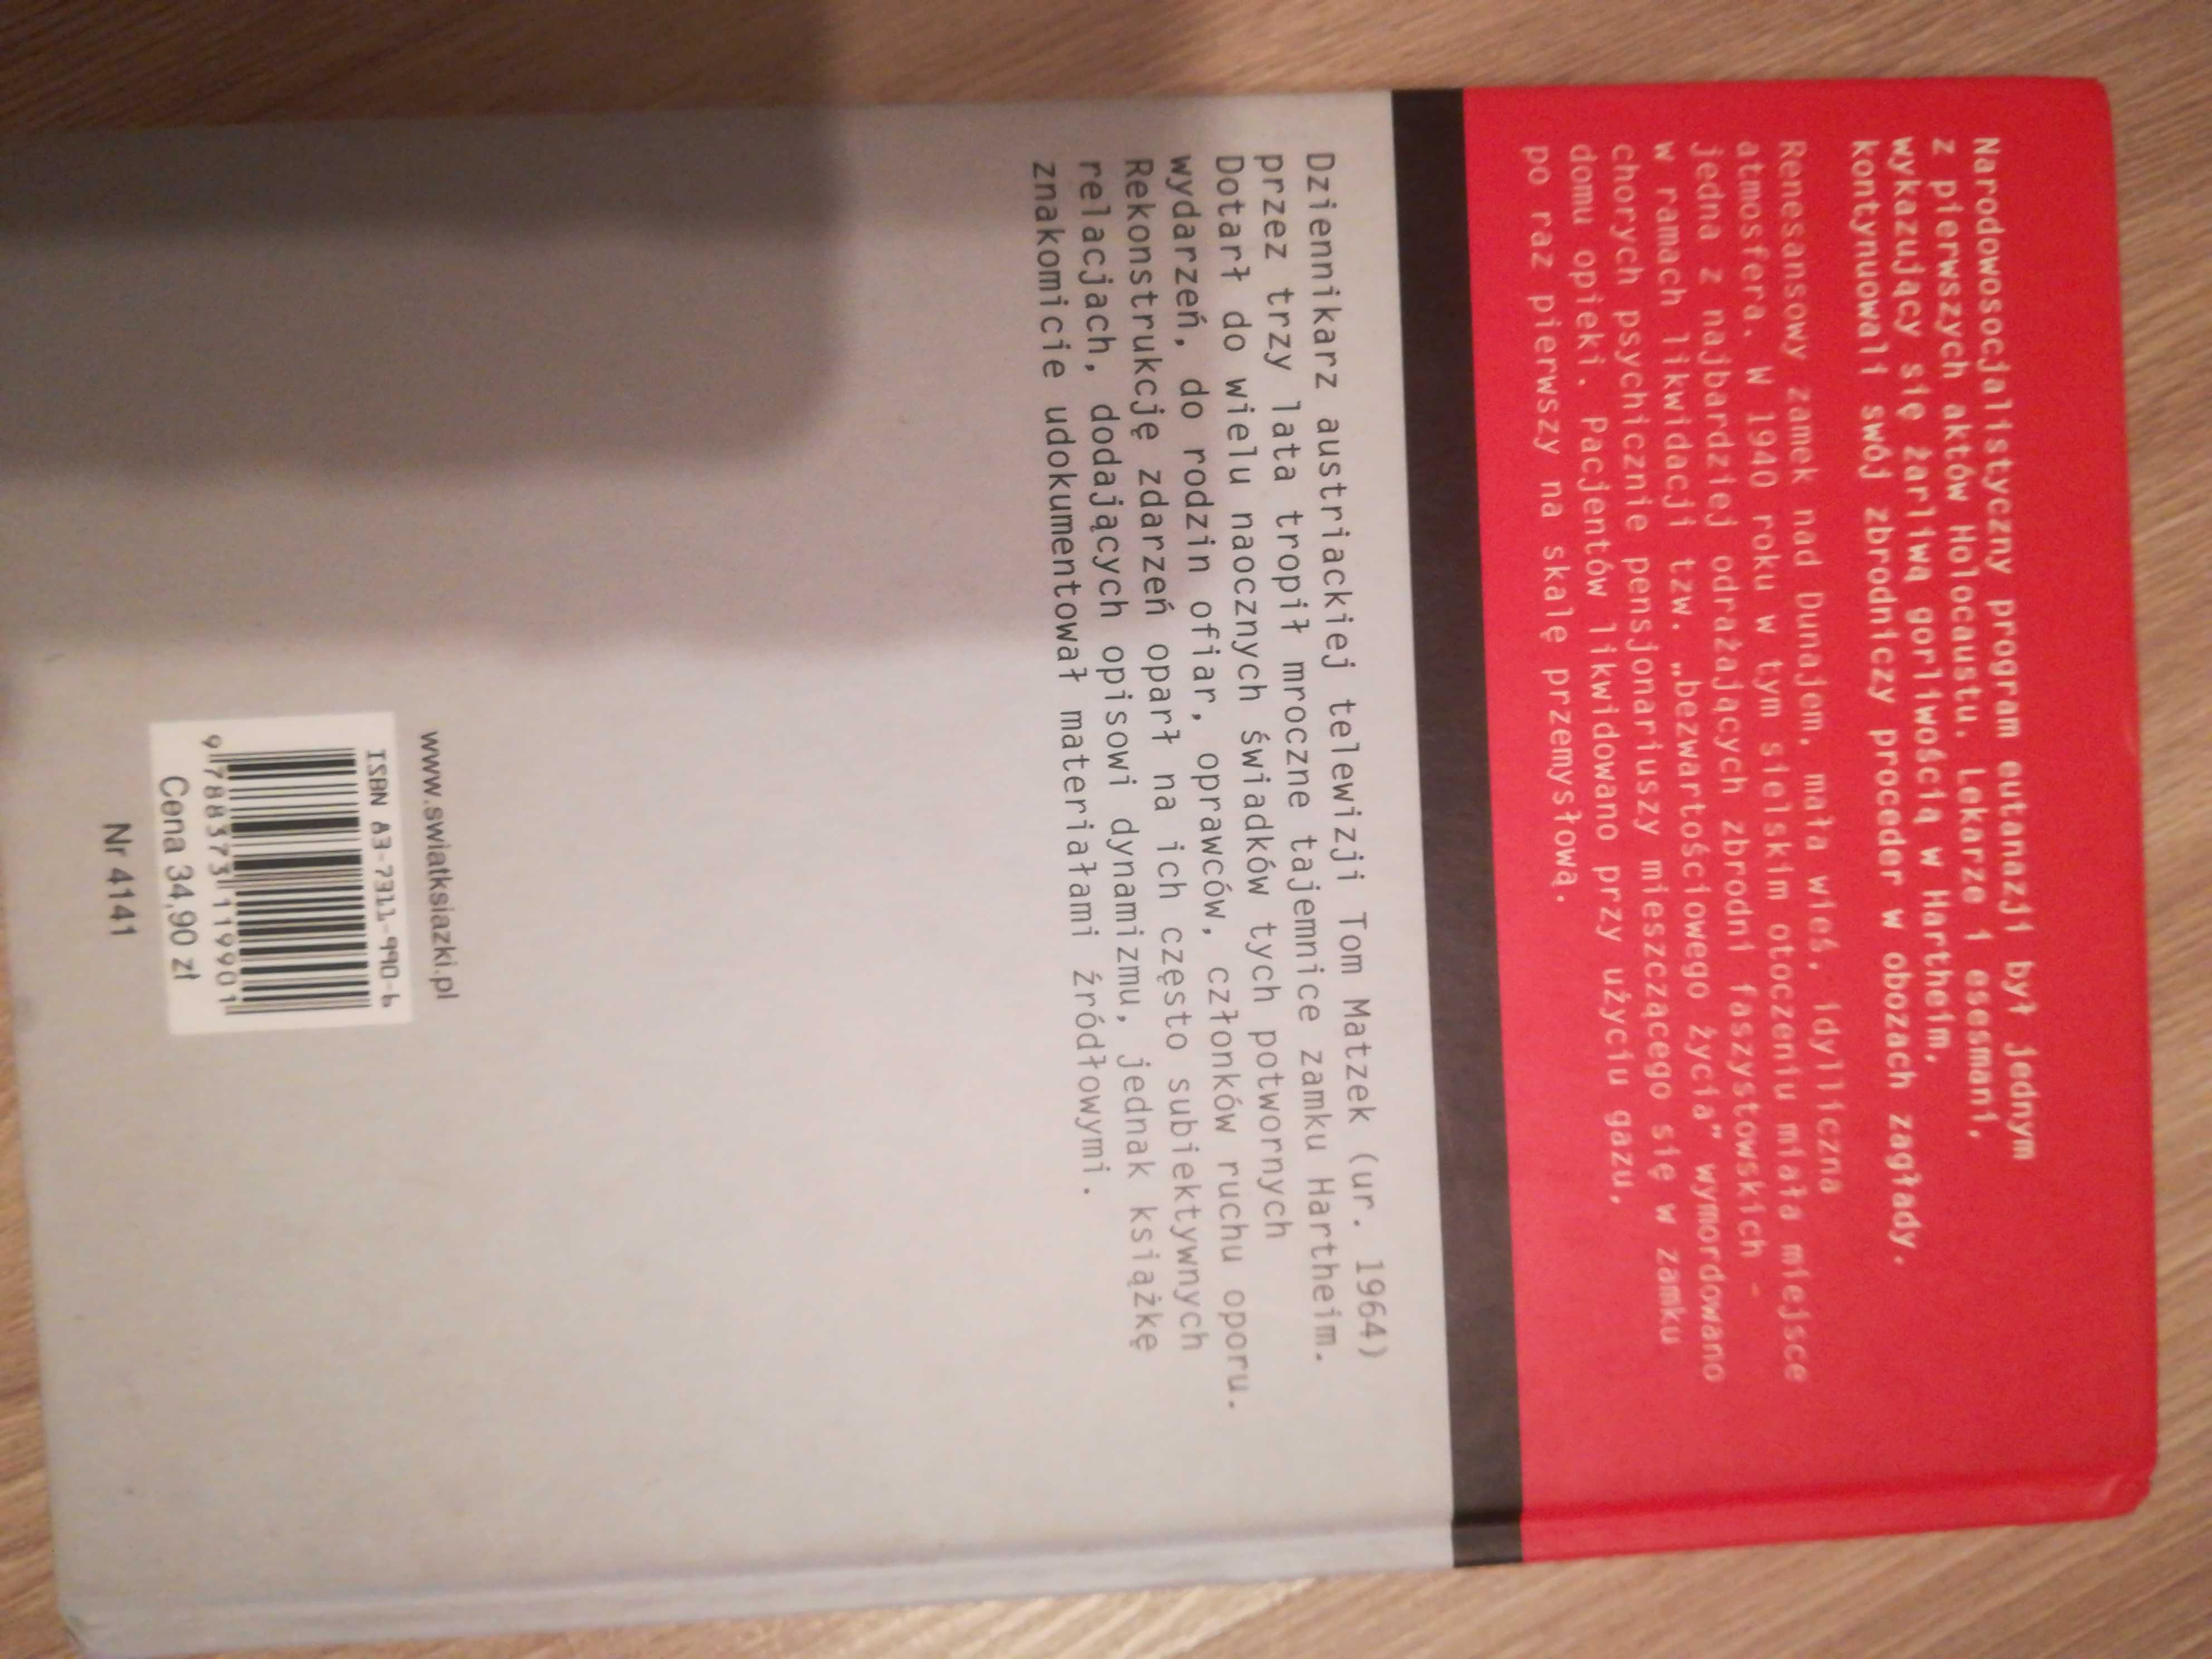 Narodowosocjalistyczny program eutanazji był jednym
z pierwszych aktów Holocaustu. Lekarze i esesmani,
wykazujący się żarliwą gorliwością w Hartheim,
kontynuowali swój zbrodniczy proceder w obozach zagłady.
Renesansowy zamek nad Dunajem, mała wieś, idylliczna
atmosfera. W 1940 roku w tym sielskim otoczeniu miała miejsce
jedna z najbardziej odrażających zbrodni faszystowskich -
w ramach likwidacji tzw. „bezwartościowego życia" wymordowano
chorych psychicznie pensjonariuszy mieszczącego się w zamku
domu opieki. Pacjentów likwidowano przy użyciu gazu,
po raz pierwszy na skalę przemysłową.
Dziennikarz austriackiej telewizji Tom Matzek (ur. 1964)
przez trzy lata tropił mroczne tajemnice zamku Hartheim.
Dotarł do wielu naocznych świadków tych potwornych
wydarzeń, do rodzin ofiar, oprawców, członków ruchu oporu.
Rekonstrukcję zdarzeń oparł na ich często subiektywnych
relacjach, dodających opisowi dynamizmu, jednak książkę
znakomicie udokumentował materiałami źródłowymi.
www.swiatksiazki.pl
ISBN 83-7311-990-6
9 788373 119901
Cena 34,90 zł
Nr 4141